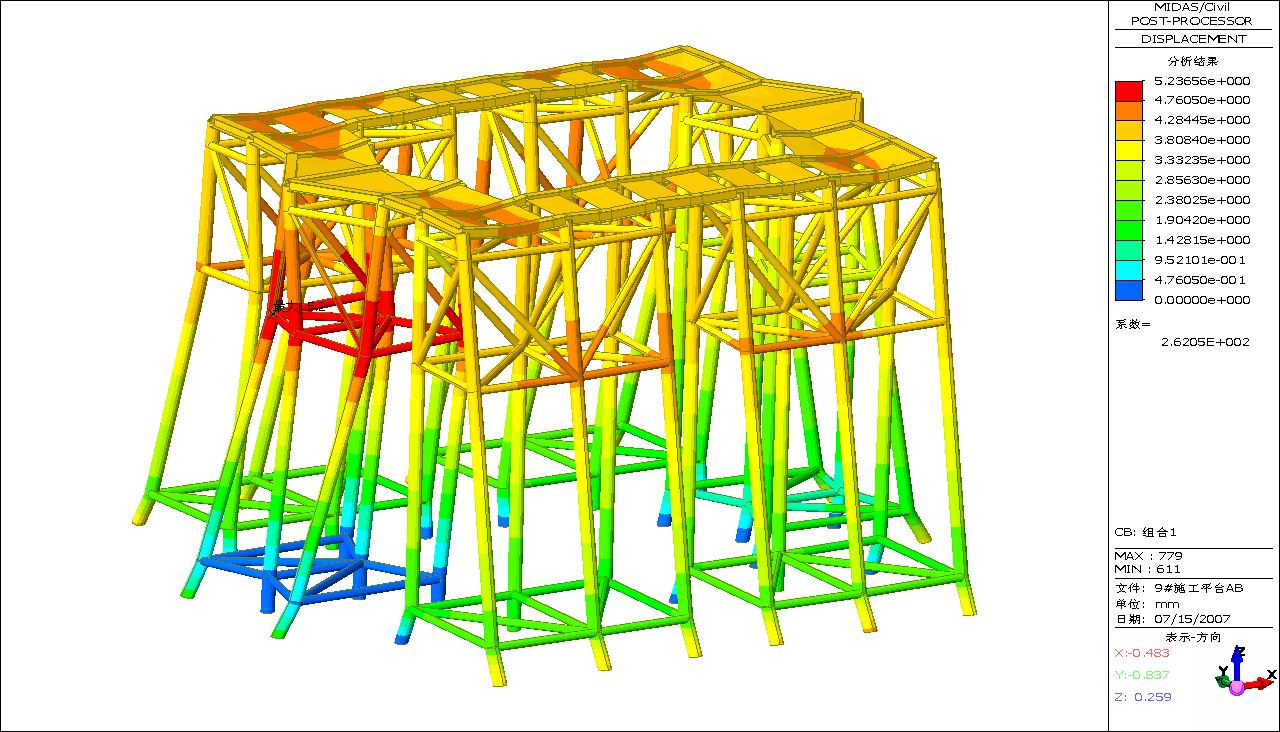 MIDAS/Civil
POST-PROCESSOR
DISPLACEMENT
分析结果
5.23656e+000
4.76050e+000
4.28445e+000
3.80840e+000
3.33235e+000
2.85630e+000
2.38025e+000
1.90420e+000
1.42815e+000
9.52101e-001
4.76050e-001
0.00000e+000
系数=
2.6205E+002
CB: 组合1
MAX : 779
MIN : 611
文件: 9#施工平台AB
单位: mm
日期: 07/15/2007
表示-方向
X:-0.483
Y:-0.837
Z: 0.259
Z
Y
X